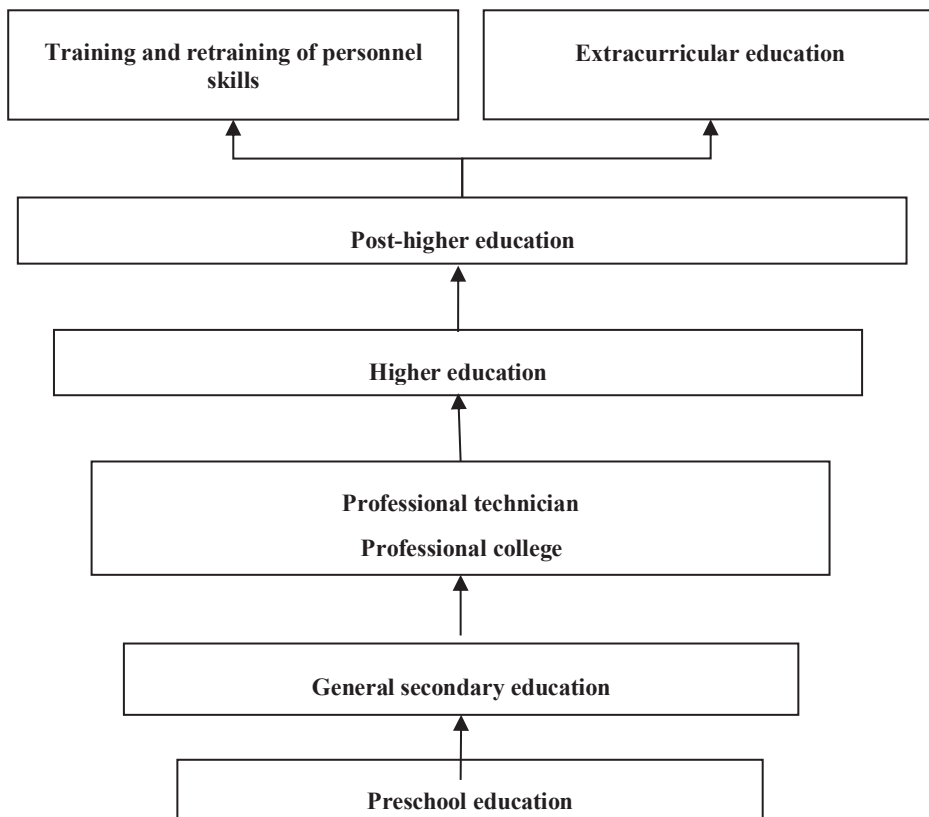 Training and retraining of personnel
skills
Extracurricular education
Post-higher education
Higher education
Professional technician
Professional college
General secondary education
Preschool education